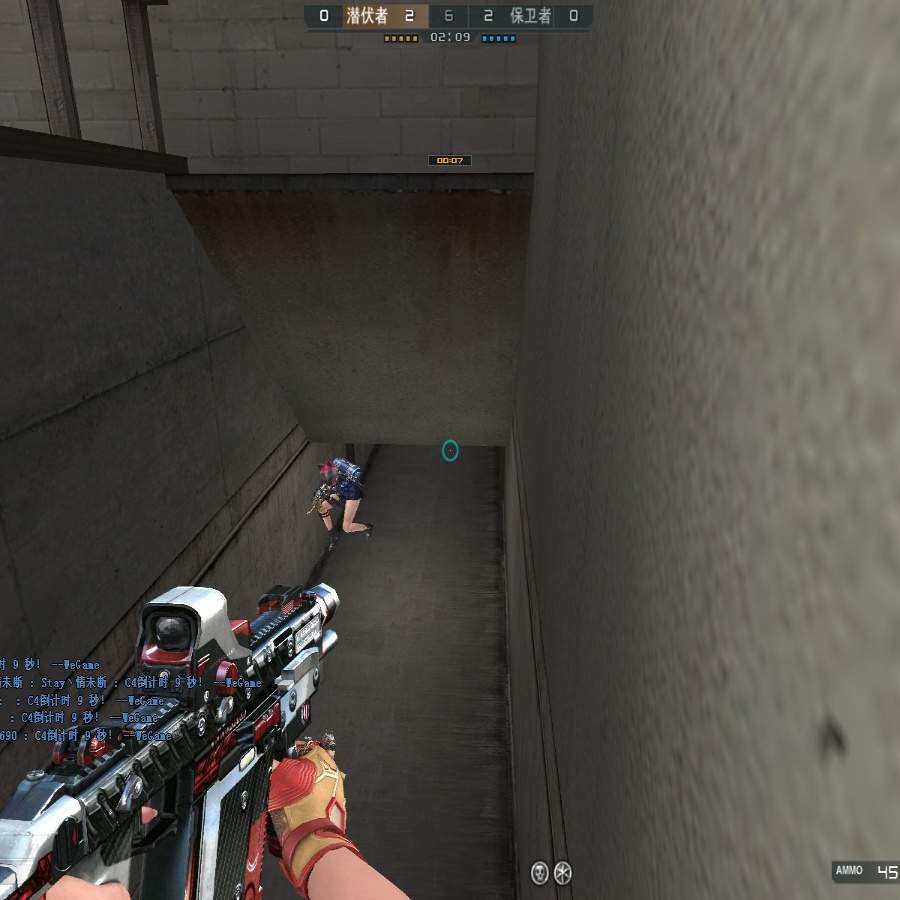 0 潜伏者 2 6 2 保卫者 0
02:09
00:07
时 9 秒! --WeGame
情未断 : Stay丶情未断 : C4倒计时 9 秒! --WeGame
: : C4倒计时 9 秒! --WeGame
: C4倒计时 9 秒! --WeGame
690 : C4倒计时 9 秒! --WeGame
AMMO 45